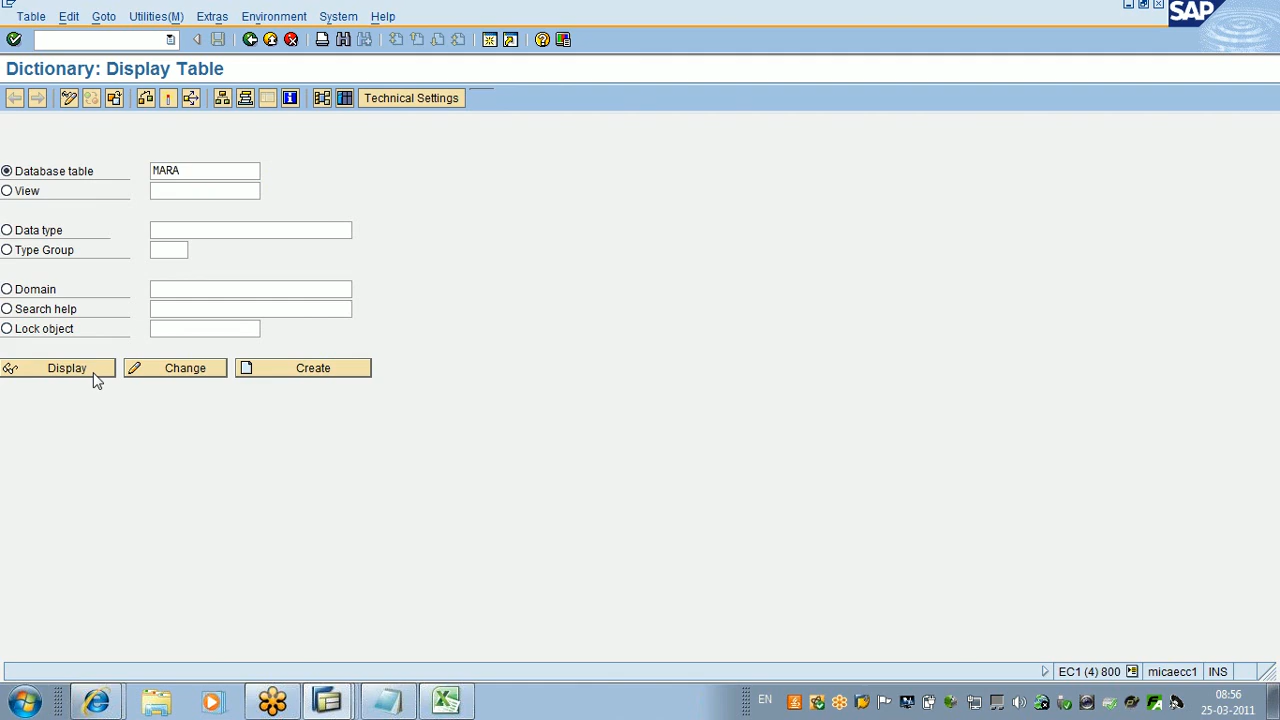 Table Edit Goto Utilities(M) Extras Environment System Help
SAP
Dictionary: Display Table
Technical Settings
Database table MARA
View
Data type
Type Group
Domain
Search help
Lock object
Display Change Create
EC1 (4) 800 micaecc1 INS
EN 08:56
25-03-2011